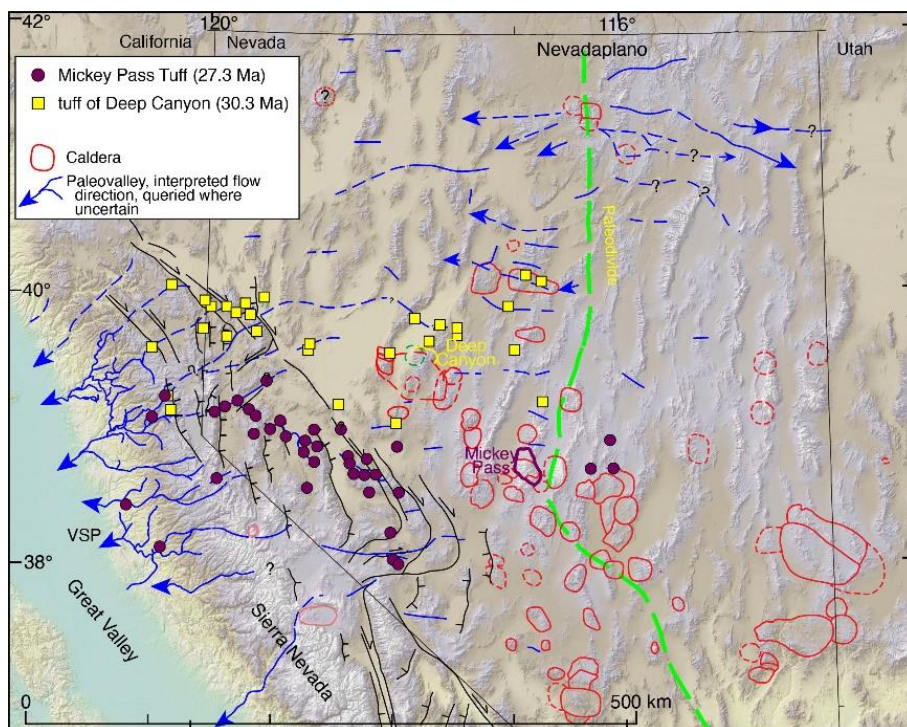 42°
120°
116°
California
Nevada
Nevadaplano
Utah
Mickey Pass Tuff (27.3 Ma)
tuff of Deep Canyon (30.3 Ma)
Caldera
Paleovalley, interpreted flow
direction, queried where
uncertain
?
?
?
?
?
Paleodivide
40°
Deep
Canyon
?
Mickey
Pass
VSP
38°
?
Great Valley
Sierra Nevada
0
500 km